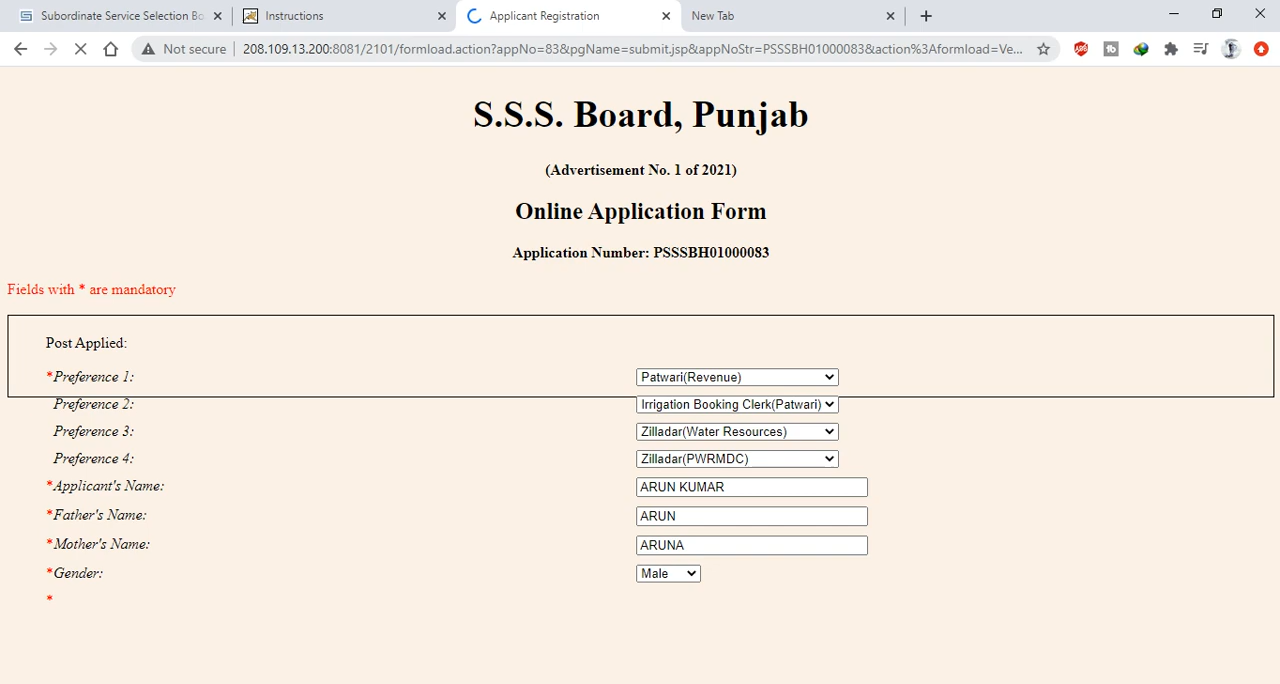 Subordinate Service Selection Bo
Instructions
Applicant Registration
New Tab
Not secure
208.109.13.200:8081/2101/formload.action?appNo=83&pgName=submit.jsp&appNoStr=PSSSBH01000083&action%3Aformload=Ve...
S.S.S. Board, Punjab
(Advertisement No. 1 of 2021)
Online Application Form
Application Number: PSSSBH01000083
Fields with * are mandatory
Post Applied:
*Preference 1: Patwari(Revenue)
Preference 2: Irrigation Booking Clerk(Patwari)
Preference 3: Zilladar(Water Resources)
Preference 4: Zilladar(PWRMDC)
*Applicant's Name: ARUN KUMAR
*Father's Name: ARUN
*Mother's Name: ARUNA
*Gender: Male
*